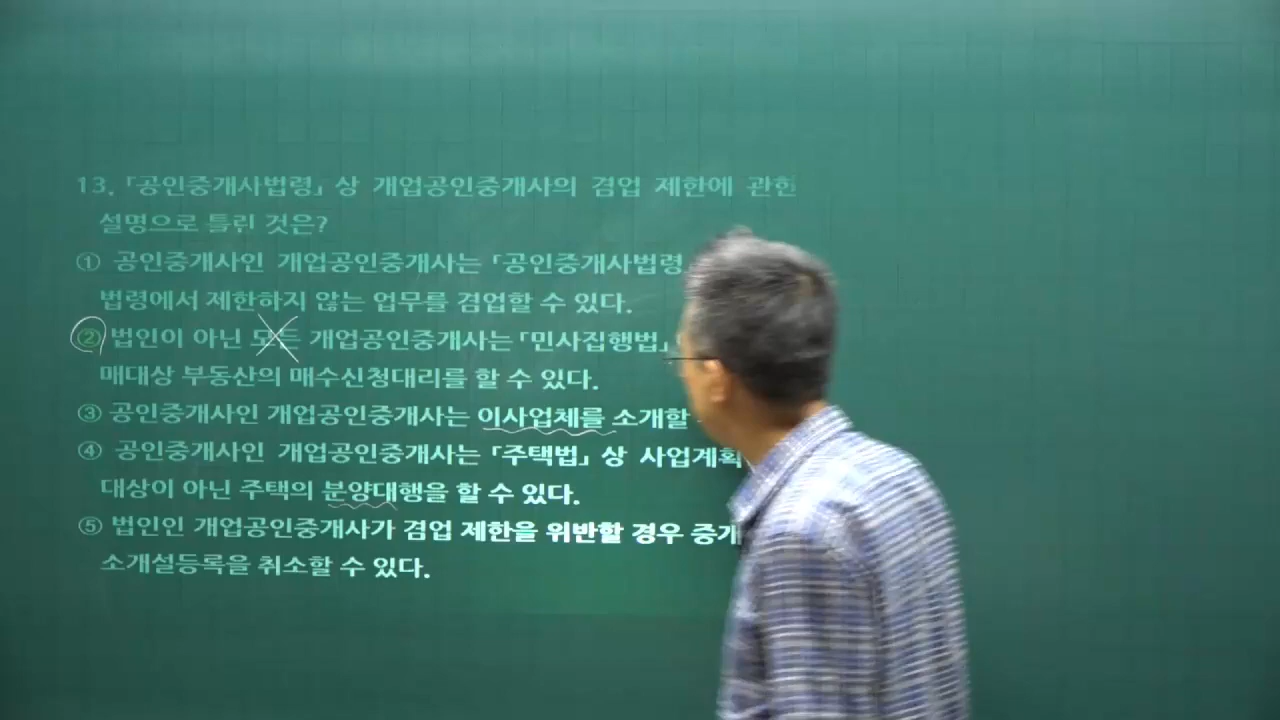 13. 「공인중개사법령」 상 개업공인중개사의 겸업 제한에 관한
설명으로 틀린 것은?
① 공인중개사인 개업공인중개사는 「공인중개사법령
법령에서 제한하지 않는 업무를 겸업할 수 있다.
② 법인이 아닌 모든 개업공인중개사는 「민사집행법」
매대상 부동산의 매수신청대리를 할 수 있다.
③ 공인중개사인 개업공인중개사는 이사업체를 소개할
④ 공인중개사인 개업공인중개사는 「주택법」 상 사업계획
대상이 아닌 주택의 분양대행을 할 수 있다.
⑤ 법인인 개업공인중개사가 겸업 제한을 위반할 경우 중개
소개설등록을 취소할 수 있다.